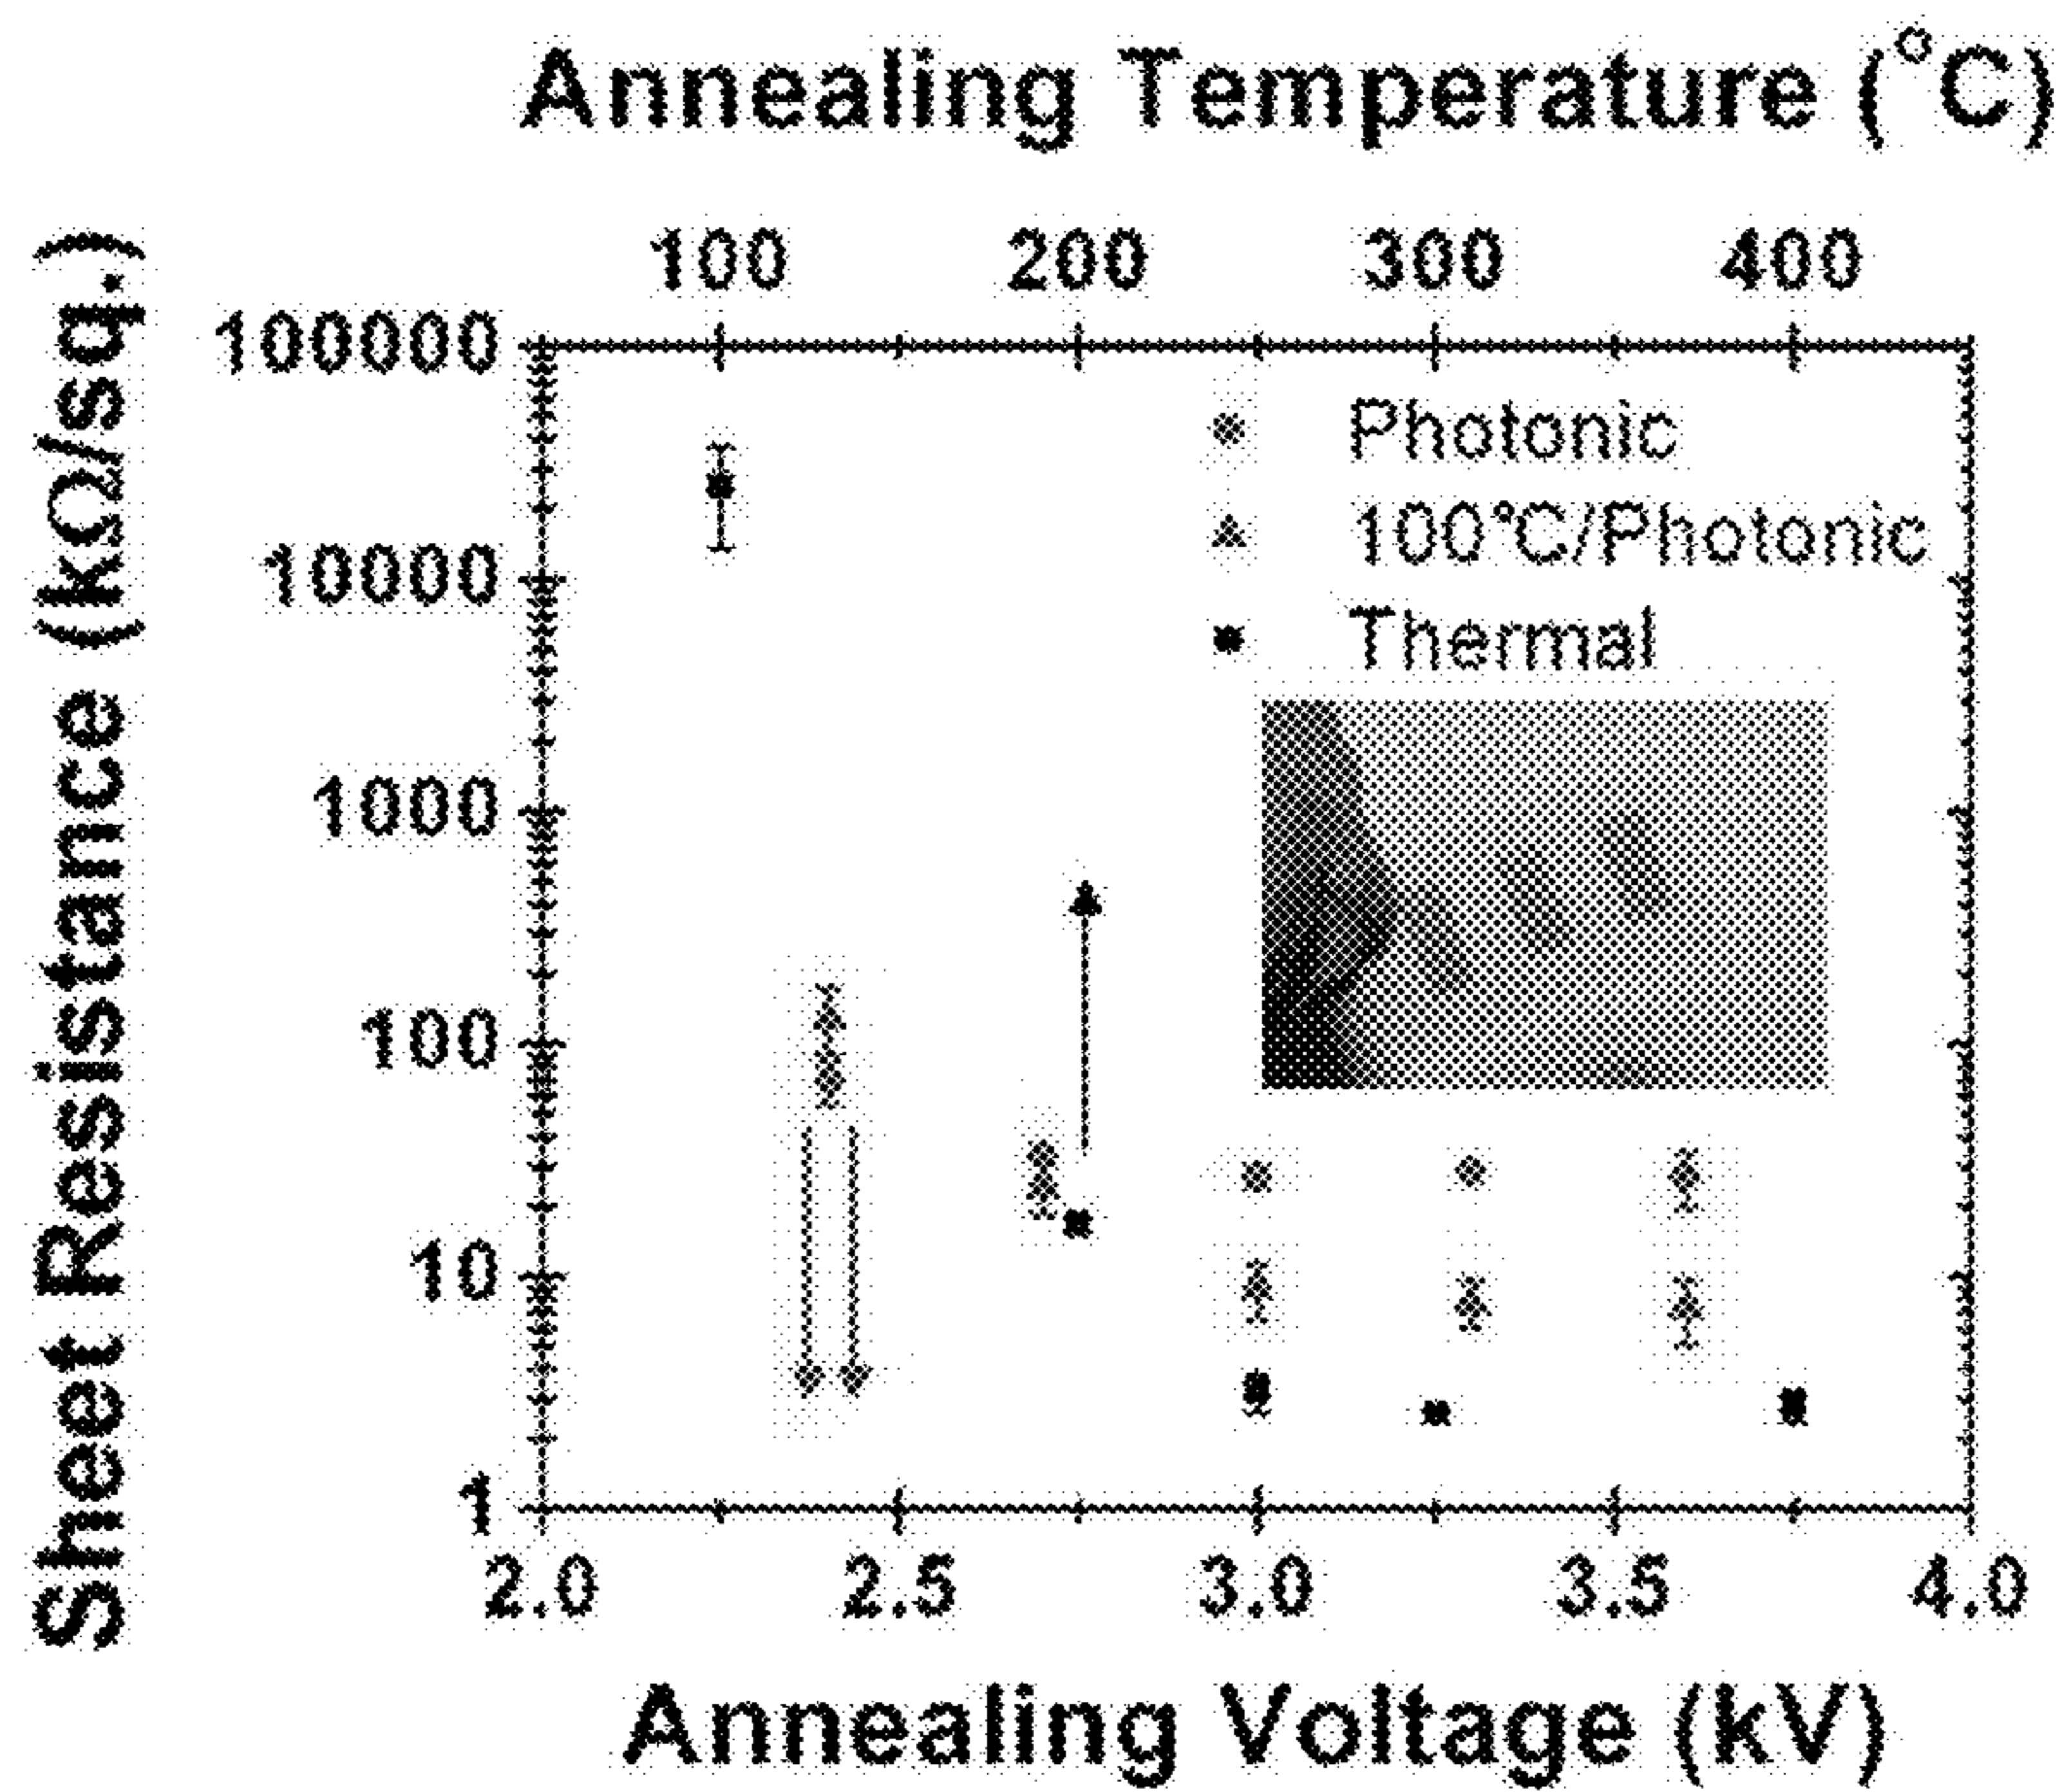 Annealing Temperature (°C)
100 200 300 400
Sheet Resistance (kΩ/sq.)
100000
10000
1000
100
10
1
Photonic
100°C/Photonic
Thermal
2.0 2.5 3.0 3.5 4.0
Annealing Voltage (kV)